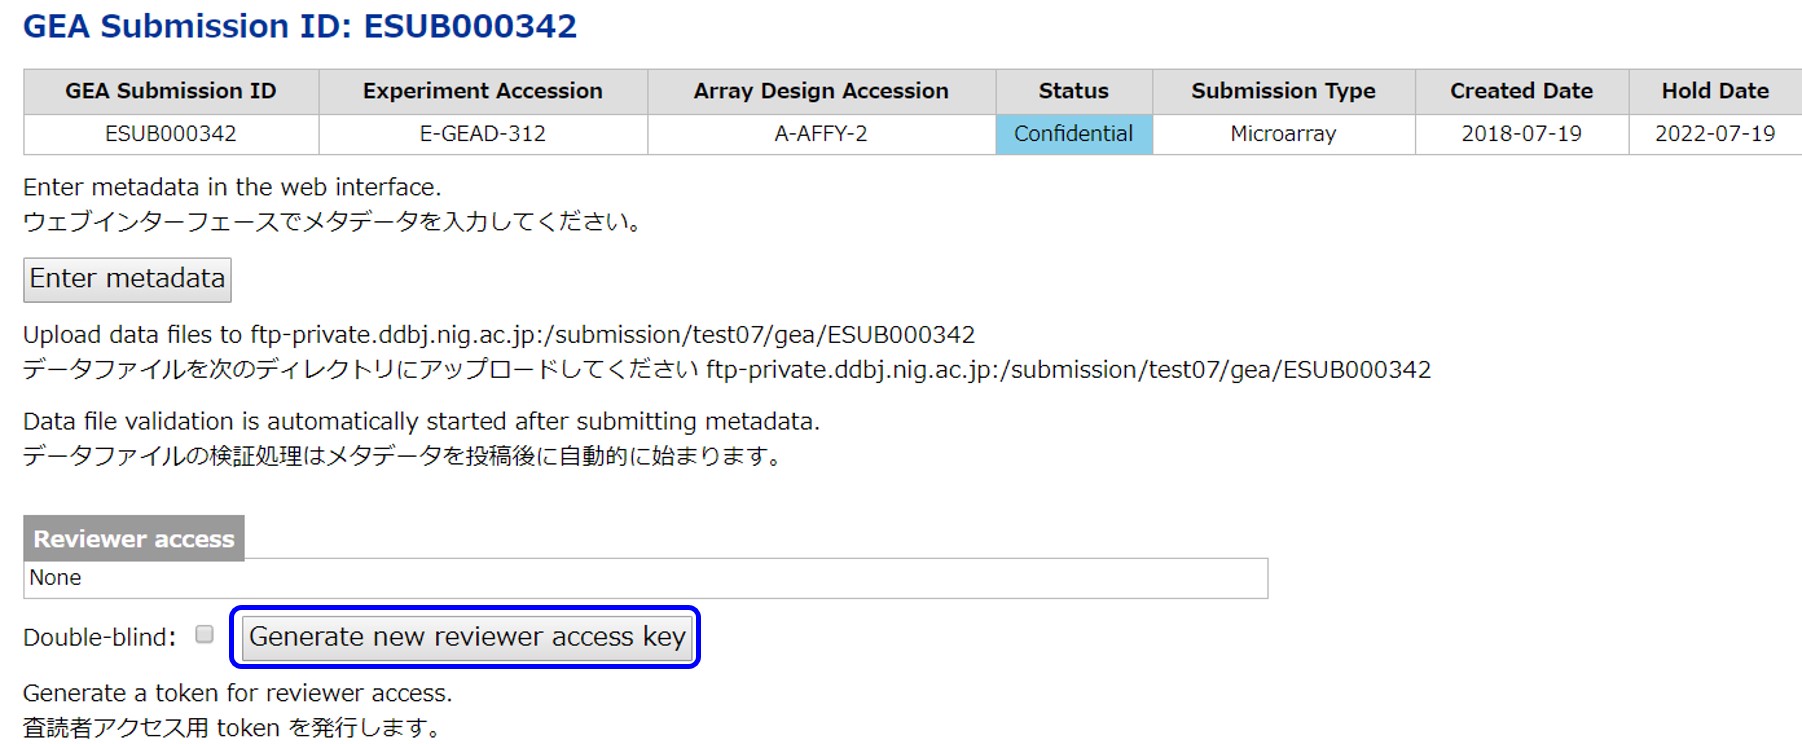 GEA Submission ID: ESUB000342
GEA Submission ID Experiment Accession Array Design Accession Status Submission Type Created Date Hold Date
ESUB000342 E-GEAD-312 A-AFFY-2 Confidential Microarray 2018-07-19 2022-07-19
Enter metadata in the web interface.
ウェブインターフェースでメタデータを入力してください。
Enter metadata
Upload data files to ftp-private.ddbj.nig.ac.jp:/submission/test07/gea/ESUB000342
データファイルを次のディレクトリにアップロードしてください ftp-private.ddbj.nig.ac.jp:/submission/test07/gea/ESUB000342
Data file validation is automatically started after submitting metadata.
データファイルの検証処理はメタデータを投稿後に自動的に始まります。
Reviewer access
None
Double-blind: Generate new reviewer access key
Generate a token for reviewer access.
査読者アクセス用 token を発行します。